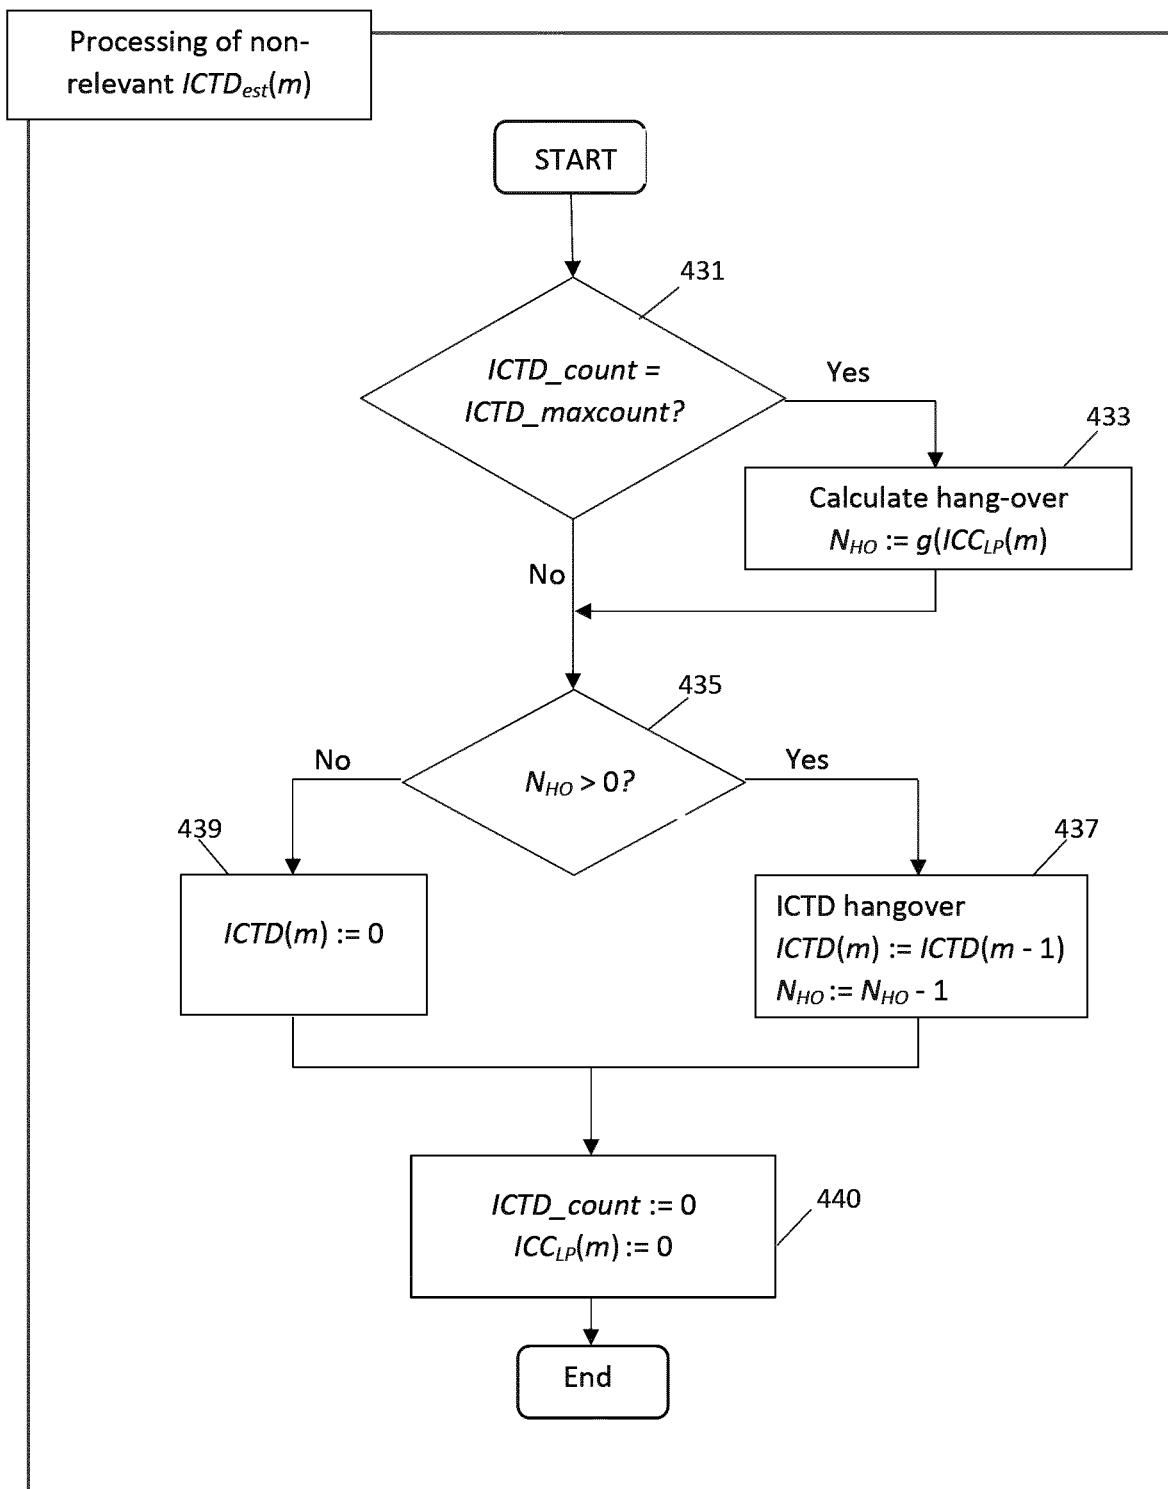 Processing of non-
relevant ICTDest(m)
START
431
ICTD_count =
ICTD_maxcount?
Yes
433
Calculate hang-over
NHO := g(ICCLP(m)
No
435
No
NHO > 0?
Yes
439
437
ICTD(m) := 0
ICTD hangover
ICTD(m) := ICTD(m - 1)
NHO := NHO - 1
ICTD_count := 0
ICCLP(m) := 0
440
End